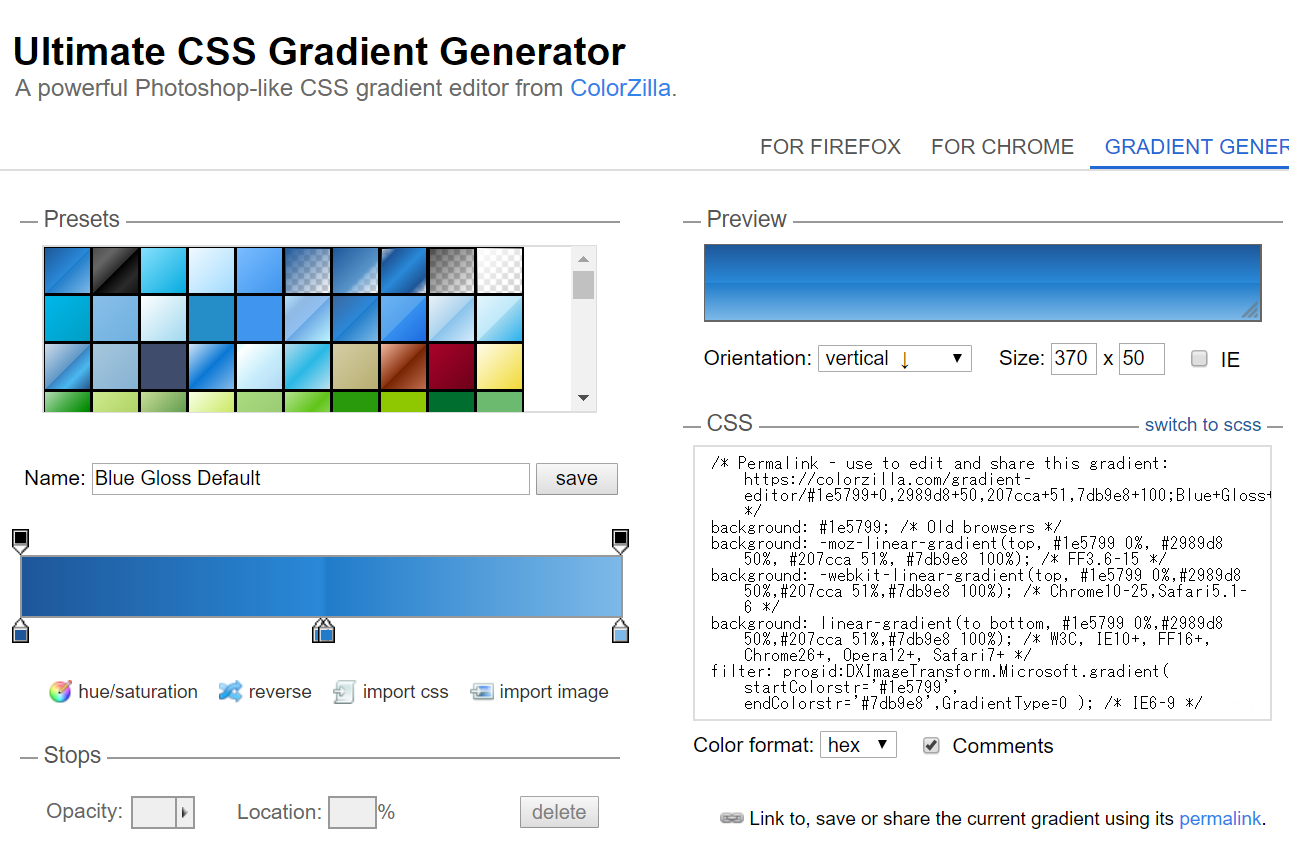 Ultimate CSS Gradient Generator
A powerful Photoshop-like CSS gradient editor from ColorZilla.
FOR FIREFOX FOR CHROME GRADIENT GENER
Presets
Name: Blue Gloss Default save
hue/saturation reverse import css import image
Stops
Opacity: Location: % delete
Preview
Orientation: vertical ↓ Size: 370 x 50 IE
CSS switch to scss
/* Permalink - use to edit and share this gradient:
https://colorzilla.com/gradient-
editor/#1e5799+0,2989d8+50,207cca+51,7db9e8+100;Blue+Gloss+
*/
background: #1e5799; /* Old browsers */
background: -moz-linear-gradient(top, #1e5799 0%, #2989d8
50%, #207cca 51%, #7db9e8 100%); /* FF3.6-15 */
background: -webkit-linear-gradient(top, #1e5799 0%,#2989d8
50%,#207cca 51%,#7db9e8 100%); /* Chrome10-25,Safari5.1-
6 */
background: linear-gradient(to bottom, #1e5799 0%,#2989d8
50%,#207cca 51%,#7db9e8 100%); /* W3C, IE10+, FF16+,
Chrome26+, Opera12+, Safari7+ */
filter: progid:DXImageTransform.Microsoft.gradient(
startColorstr='#1e5799',
endColorstr='#7db9e8',GradientType=0 ); /* IE6-9 */
Color format: hex Comments
Link to, save or share the current gradient using its permalink.